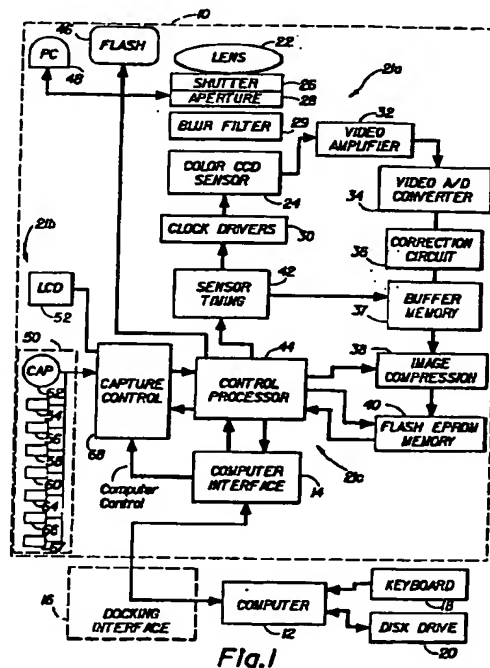 10
46
FLASH
PC
48
LENS
22
SHUTTER
26
APERTURE
28
21a
BLUR FILTER
29
VIDEO
AMPLIFIER
32
COLOR CCD
SENSOR
24
VIDEO A/D
CONVERTER
34
CLOCK DRIVERS
30
CORRECTION
CIRCUIT
36
21b
LCD
52
SENSOR
TIMING
42
BUFFER
MEMORY
37
50
CAP
44
CAPTURE
CONTROL
68
CONTROL
PROCESSOR
IMAGE
COMPRESSION
38
40
FLASH EPROM
MEMORY
21c
Computer
Control
COMPUTER
INTERFACE
14
60
64
16
DOCKING
INTERFACE
COMPUTER
12
KEYBOARD
18
DISK DRIVE
20
Fig.1